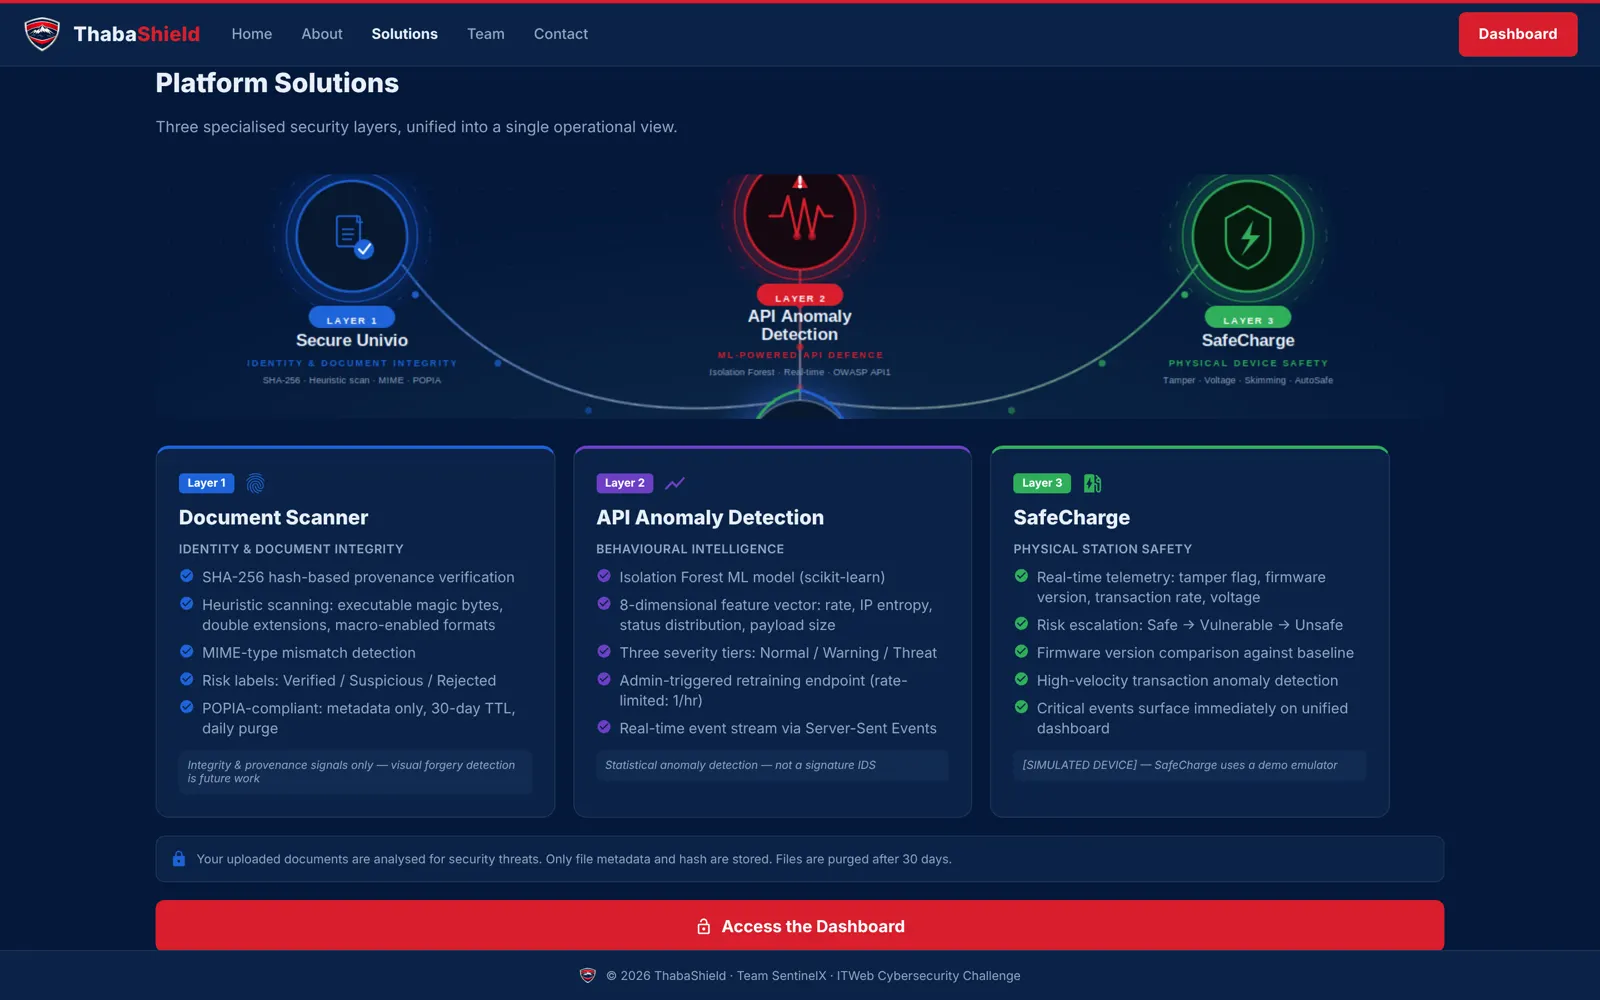 ThabaShield
Home
About
Solutions
Team
Contact
Dashboard
Platform Solutions
Three specialised security layers, unified into a single operational view.
LAYER 1
Secure Univio
IDENTITY & DOCUMENT INTEGRITY
SHA-256 · Heuristic scan · MIME · POPIA
LAYER 2
API Anomaly
Detection
ML-POWERED API DEFENCE
Isolation Forest · Real-time · OWASP API1
LAYER 3
SafeCharge
PHYSICAL DEVICE SAFETY
Tamper · Voltage · Skimming · AutoSafe
Layer 1
Document Scanner
IDENTITY & DOCUMENT INTEGRITY
SHA-256 hash-based provenance verification
Heuristic scanning: executable magic bytes,
double extensions, macro-enabled formats
MIME-type mismatch detection
Risk labels: Verified / Suspicious / Rejected
POPIA-compliant: metadata only, 30-day TTL,
daily purge
Integrity & provenance signals only — visual forgery detection
is future work
Layer 2
API Anomaly Detection
BEHAVIOURAL INTELLIGENCE
Isolation Forest ML model (scikit-learn)
8-dimensional feature vector: rate, IP entropy,
status distribution, payload size
Three severity tiers: Normal / Warning / Threat
Admin-triggered retraining endpoint (rate-
limited: 1/hr)
Real-time event stream via Server-Sent Events
Statistical anomaly detection — not a signature IDS
Layer 3
SafeCharge
PHYSICAL STATION SAFETY
Real-time telemetry: tamper flag, firmware
version, transaction rate, voltage
Risk escalation: Safe → Vulnerable → Unsafe
Firmware version comparison against baseline
High-velocity transaction anomaly detection
Critical events surface immediately on unified
dashboard
[SIMULATED DEVICE] — SafeCharge uses a demo emulator
Your uploaded documents are analysed for security threats. Only file metadata and hash are stored. Files are purged after 30 days.
Access the Dashboard
© 2026 ThabaShield · Team SentinelX · ITWeb Cybersecurity Challenge